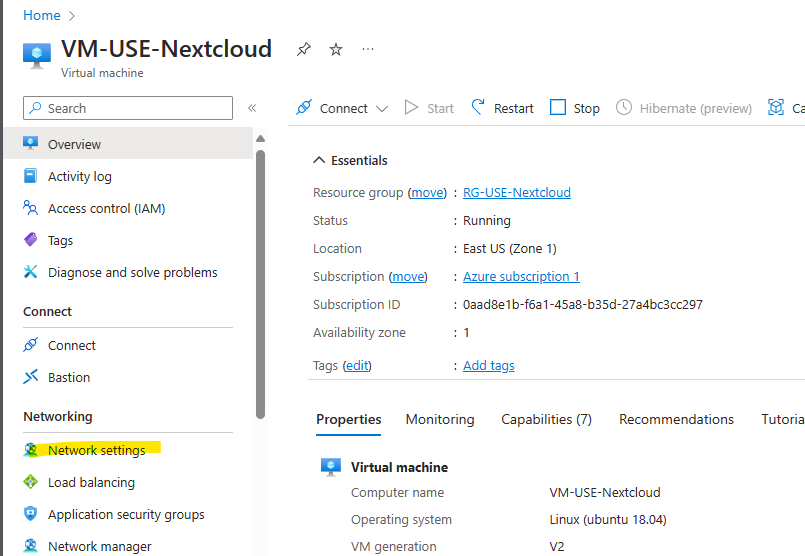 Home
VM-USE-Nextcloud
Virtual machine
Search
Connect
Start
Restart
Stop
Hibernate (preview)
Ca
Overview
Activity log
Access control (IAM)
Tags
Diagnose and solve problems
Connect
Connect
Bastion
Networking
Network settings
Load balancing
Application security groups
Network manager
Essentials
Resource group (move) : RG-USE-Nextcloud
Status : Running
Location : East US (Zone 1)
Subscription (move) : Azure subscription 1
Subscription ID : 0aad8e1b-f6a1-45a8-b35d-27a4bc3cc297
Availability zone : 1
Tags (edit) : Add tags
Properties Monitoring Capabilities (7) Recommendations Tutoria
Virtual machine
Computer name VM-USE-Nextcloud
Operating system Linux (ubuntu 18.04)
VM generation V2